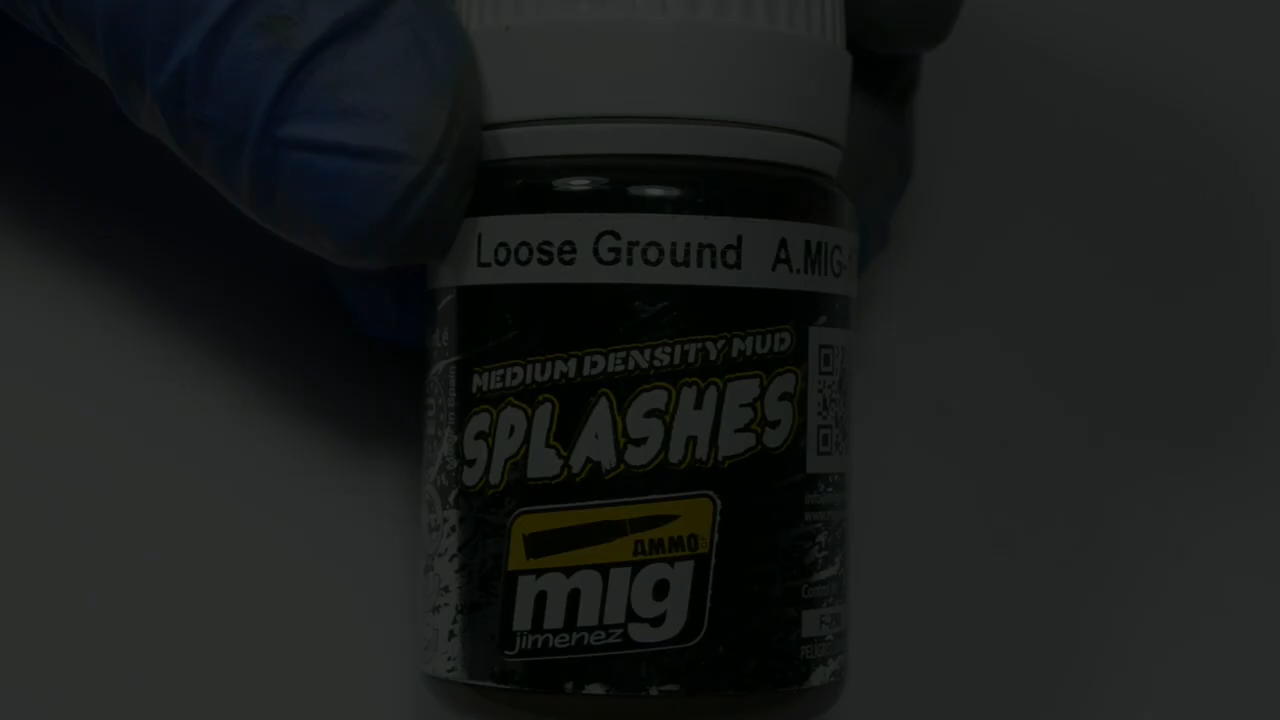 Loose Ground A.MIG-
MEDIUM DENSITY MUD
SPLASHES
AMMO
mig
jimenez